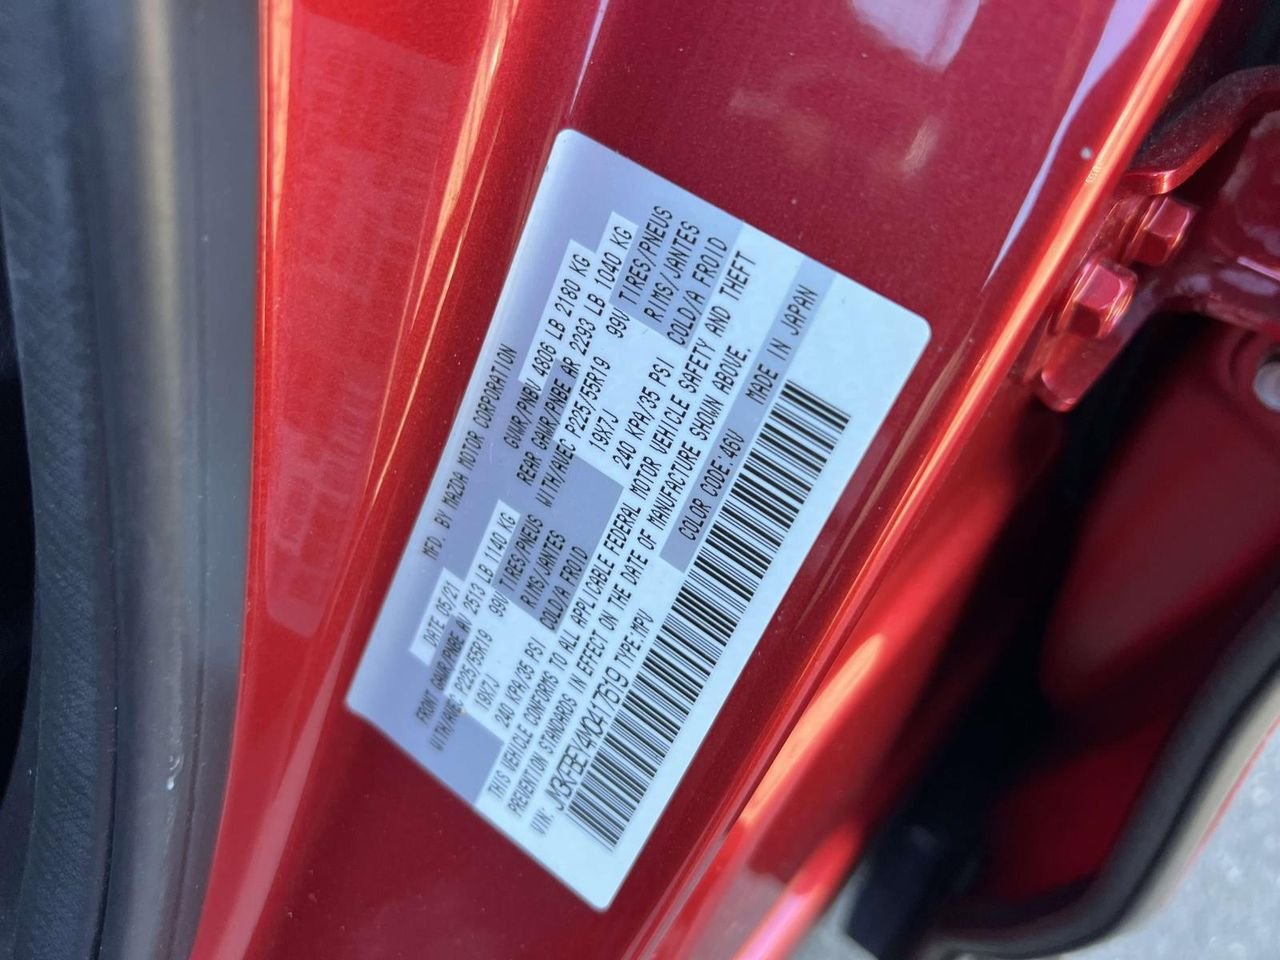 MFD. BY MAZDA MOTOR CORPORATION
DATE 05/21 GVWR/PNBV 4806 LB 2180 KG
FRONT GAWR/PNBE AV 2513 LB 1140 KG REAR GAWR/PNBE AR 2293 LB 1040 KG
WITH/AVEC P225/55R19 99V TIRES/PNEUS WITH/AVEC P225/55R19 99V TIRES/PNEUS
19X7J RIMS/JANTES 19X7J RIMS/JANTES
240 KPA/35 PSI COLD/A FROID 240 KPA/35 PSI COLD/A FROID
THIS VEHICLE CONFORMS TO ALL APPLICABLE FEDERAL MOTOR VEHICLE SAFETY AND THEFT
PREVENTION STANDARDS IN EFFECT ON THE DATE OF MANUFACTURE SHOWN ABOVE.
VIN: JM3KFBEY4M0417619 TYPE:MPV COLOR CODE:46V MADE IN JAPAN